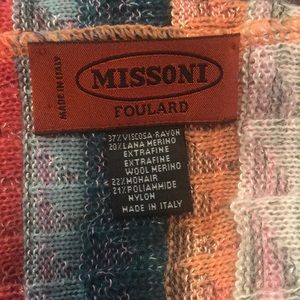 MADE IN ITALY
MISSONI
FOULARD
37% VISCOSA-RAYON
20% LANA MERINO
EXTRAFINE
EXTRAFINE
WOOL MERINO
22% MOHAIR
21% POLIAMMIDE
NYLON
MADE IN ITALY